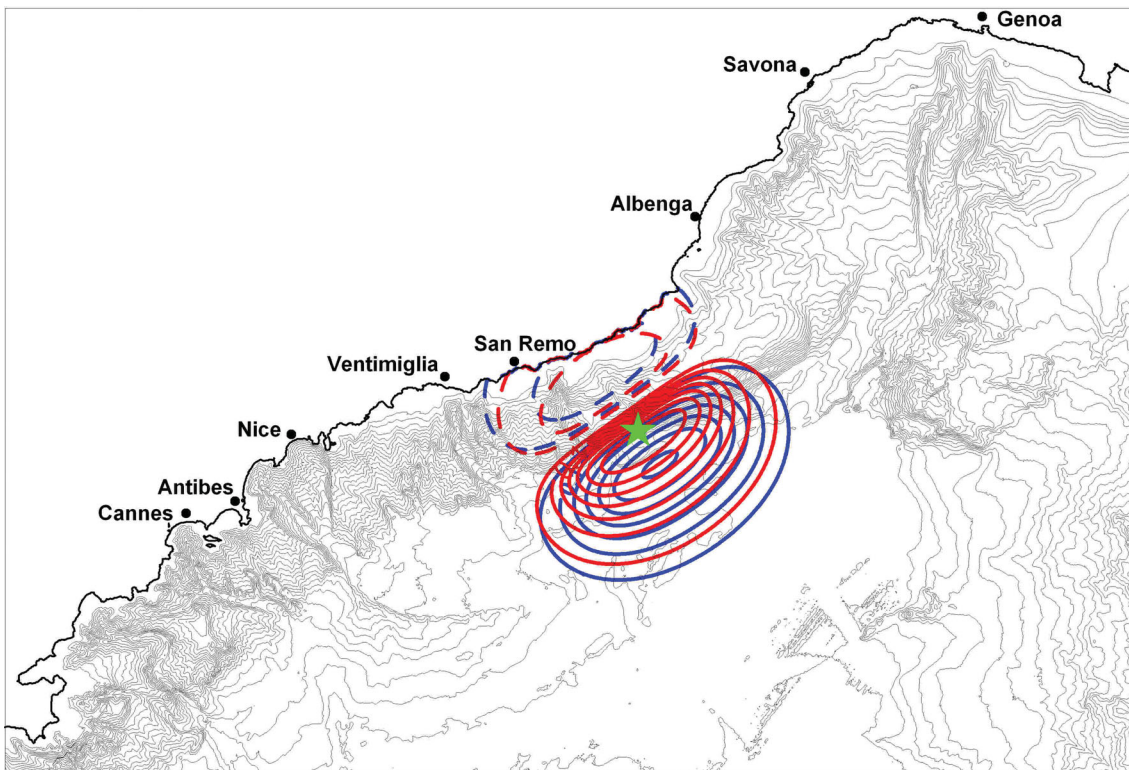 Genoa
Savona
Albenga
San Remo
Ventimiglia
Nice
Antibes
Cannes